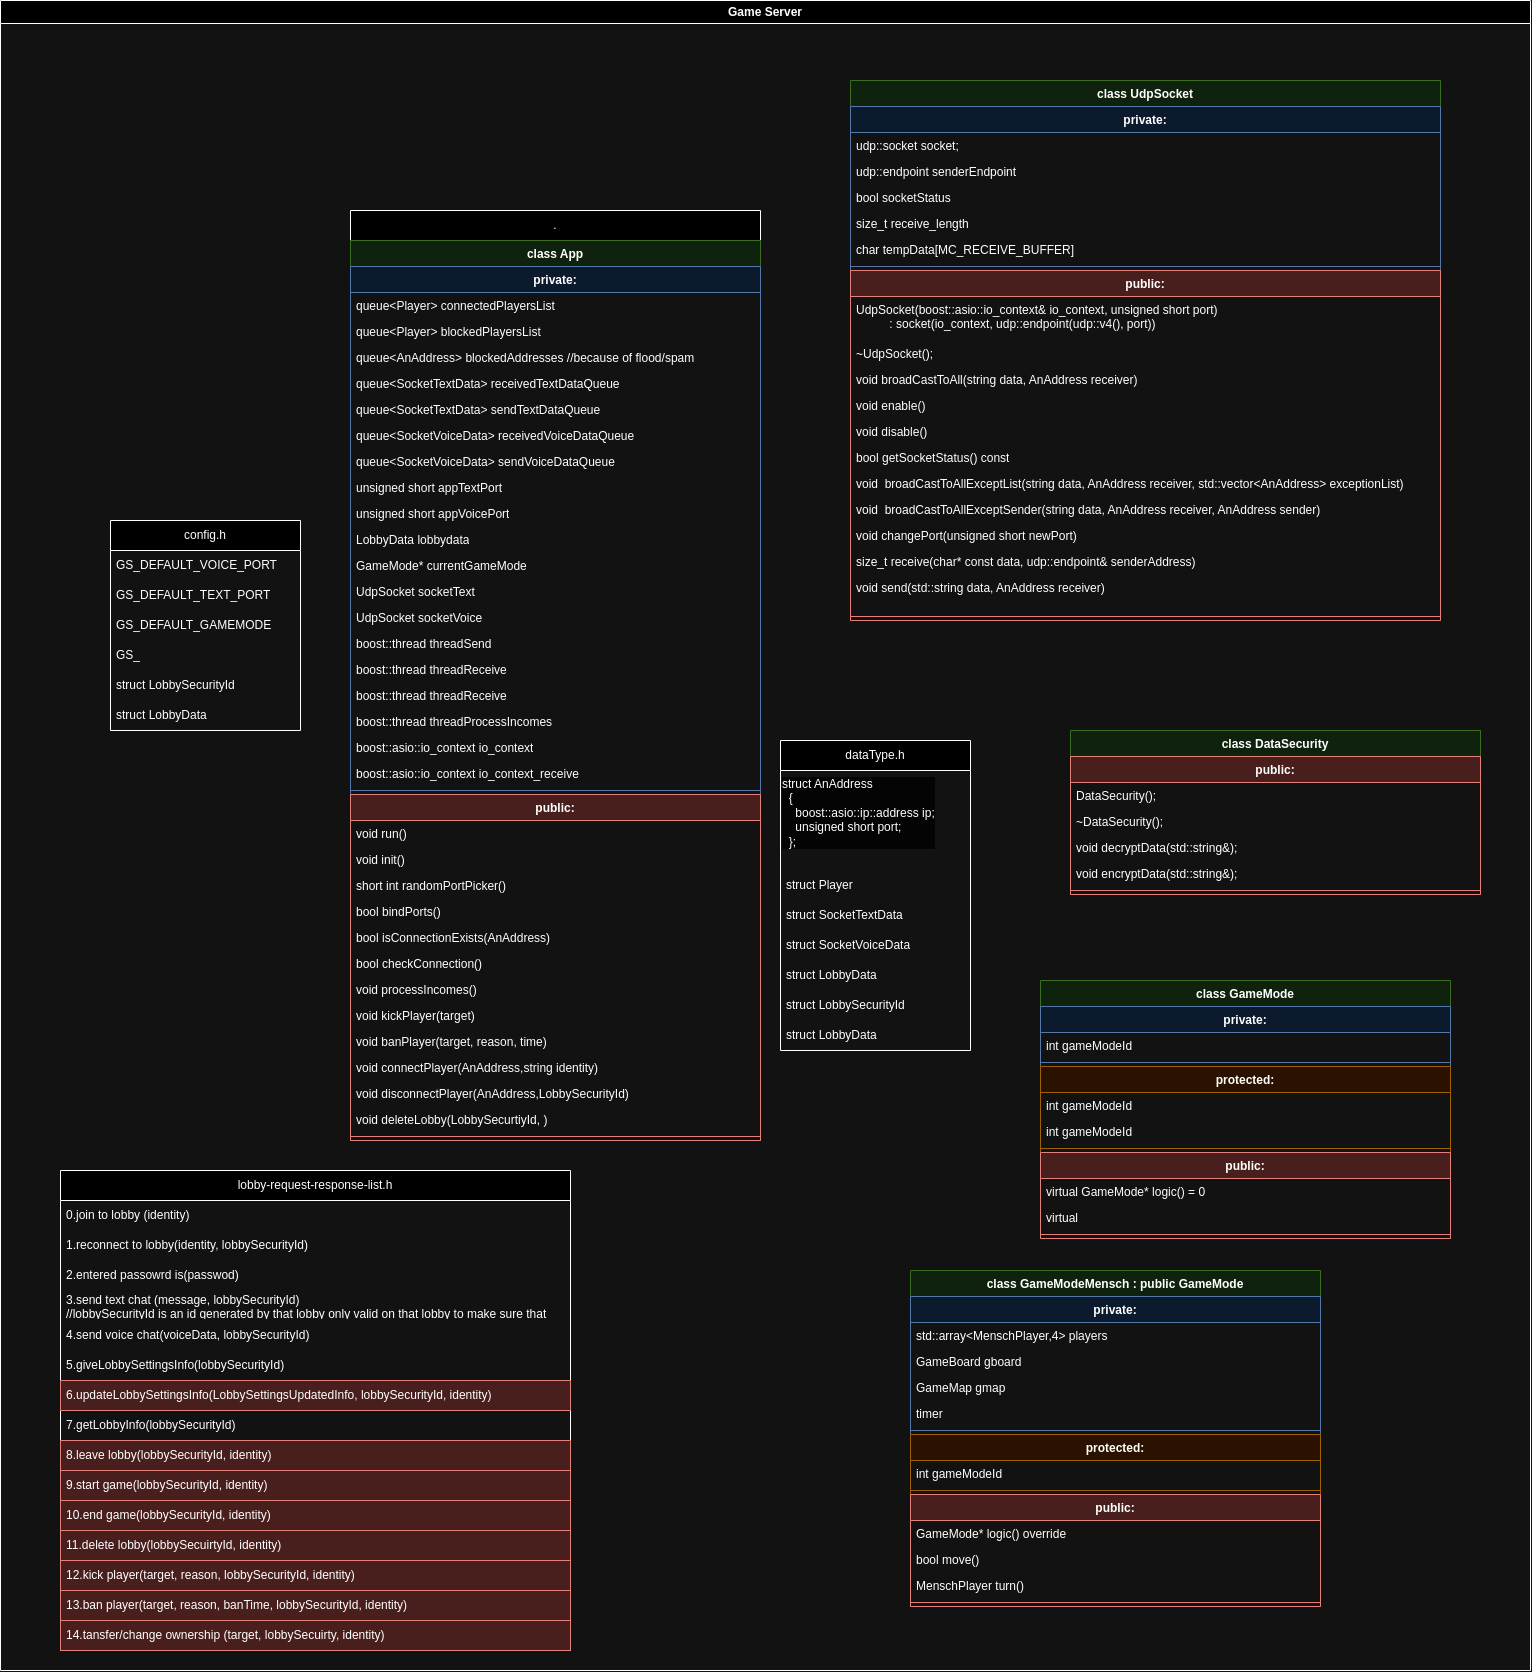 Game Server
class UdpSocket
private:
udp::socket socket;
udp::endpoint senderEndpoint
bool socketStatus
size_t receive_length
char tempData[MC_RECEIVE_BUFFER]
public:
UdpSocket(boost::asio::io_context& io_context, unsigned short port)
: socket(io_context, udp::endpoint(udp::v4(), port))
~UdpSocket();
void broadCastToAll(string data, AnAddress receiver)
void enable()
void disable()
bool getSocketStatus() const
void  broadCastToAllExceptList(string data, AnAddress receiver, std::vector<AnAddress> exceptionList)
void  broadCastToAllExceptSender(string data, AnAddress receiver, AnAddress sender)
void changePort(unsigned short newPort)
size_t receive(char* const data, udp::endpoint& senderAddress)
void send(std::string data, AnAddress receiver)
.
class App
private:
queue<Player> connectedPlayersList
queue<Player> blockedPlayersList
queue<AnAddress> blockedAddresses //because of flood/spam
queue<SocketTextData> receivedTextDataQueue
queue<SocketTextData> sendTextDataQueue
queue<SocketVoiceData> receivedVoiceDataQueue
queue<SocketVoiceData> sendVoiceDataQueue
unsigned short appTextPort
unsigned short appVoicePort
LobbyData lobbydata
GameMode* currentGameMode
UdpSocket socketText
UdpSocket socketVoice
boost::thread threadSend
boost::thread threadReceive
boost::thread threadReceive
boost::thread threadProcessIncomes
boost::asio::io_context io_context
boost::asio::io_context io_context_receive
public:
void run()
void init()
short int randomPortPicker()
bool bindPorts()
bool isConnectionExists(AnAddress)
bool checkConnection()
void processIncomes()
void kickPlayer(target)
void banPlayer(target, reason, time)
void connectPlayer(AnAddress,string identity)
void disconnectPlayer(AnAddress,LobbySecurityId)
void deleteLobby(LobbySecurtiyId, )
config.h
GS_DEFAULT_VOICE_PORT
GS_DEFAULT_TEXT_PORT
GS_DEFAULT_GAMEMODE
GS_
struct LobbySecurityId
struct LobbyData
dataType.h
struct AnAddress
{
boost::asio::ip::address ip;
unsigned short port;
};
struct Player
struct SocketTextData
struct SocketVoiceData
struct LobbyData
struct LobbySecurityId
struct LobbyData
class DataSecurity
public:
DataSecurity();
~DataSecurity();
void decryptData(std::string&);
void encryptData(std::string&);
class GameMode
private:
int gameModeId
protected:
int gameModeId
int gameModeId
public:
virtual GameMode* logic() = 0
virtual
lobby-request-response-list.h
0.join to lobby (identity)
1.reconnect to lobby(identity, lobbySecurityId)
2.entered passowrd is(passwod)
3.send text chat (message, lobbySecurityId)
//lobbySecurityId is an id generated by that lobby only valid on that lobby to make sure that
4.send voice chat(voiceData, lobbySecurityId)
5.giveLobbySettingsInfo(lobbySecurityId)
6.updateLobbySettingsInfo(LobbySettingsUpdatedInfo, lobbySecurityId, identity)
7.getLobbyInfo(lobbySecurityId)
8.leave lobby(lobbySecurityId, identity)
9.start game(lobbySecurityId, identity)
10.end game(lobbySecurityId, identity)
11.delete lobby(lobbySecuirtyId, identity)
12.kick player(target, reason, lobbySecurityId, identity)
13.ban player(target, reason, banTime, lobbySecurityId, identity)
14.tansfer/change ownership (target, lobbySecuirty, identity)
class GameModeMensch : public GameMode
private:
std::array<MenschPlayer,4> players
GameBoard gboard
GameMap gmap
timer
protected:
int gameModeId
public:
GameMode* logic() override
bool move()
MenschPlayer turn()